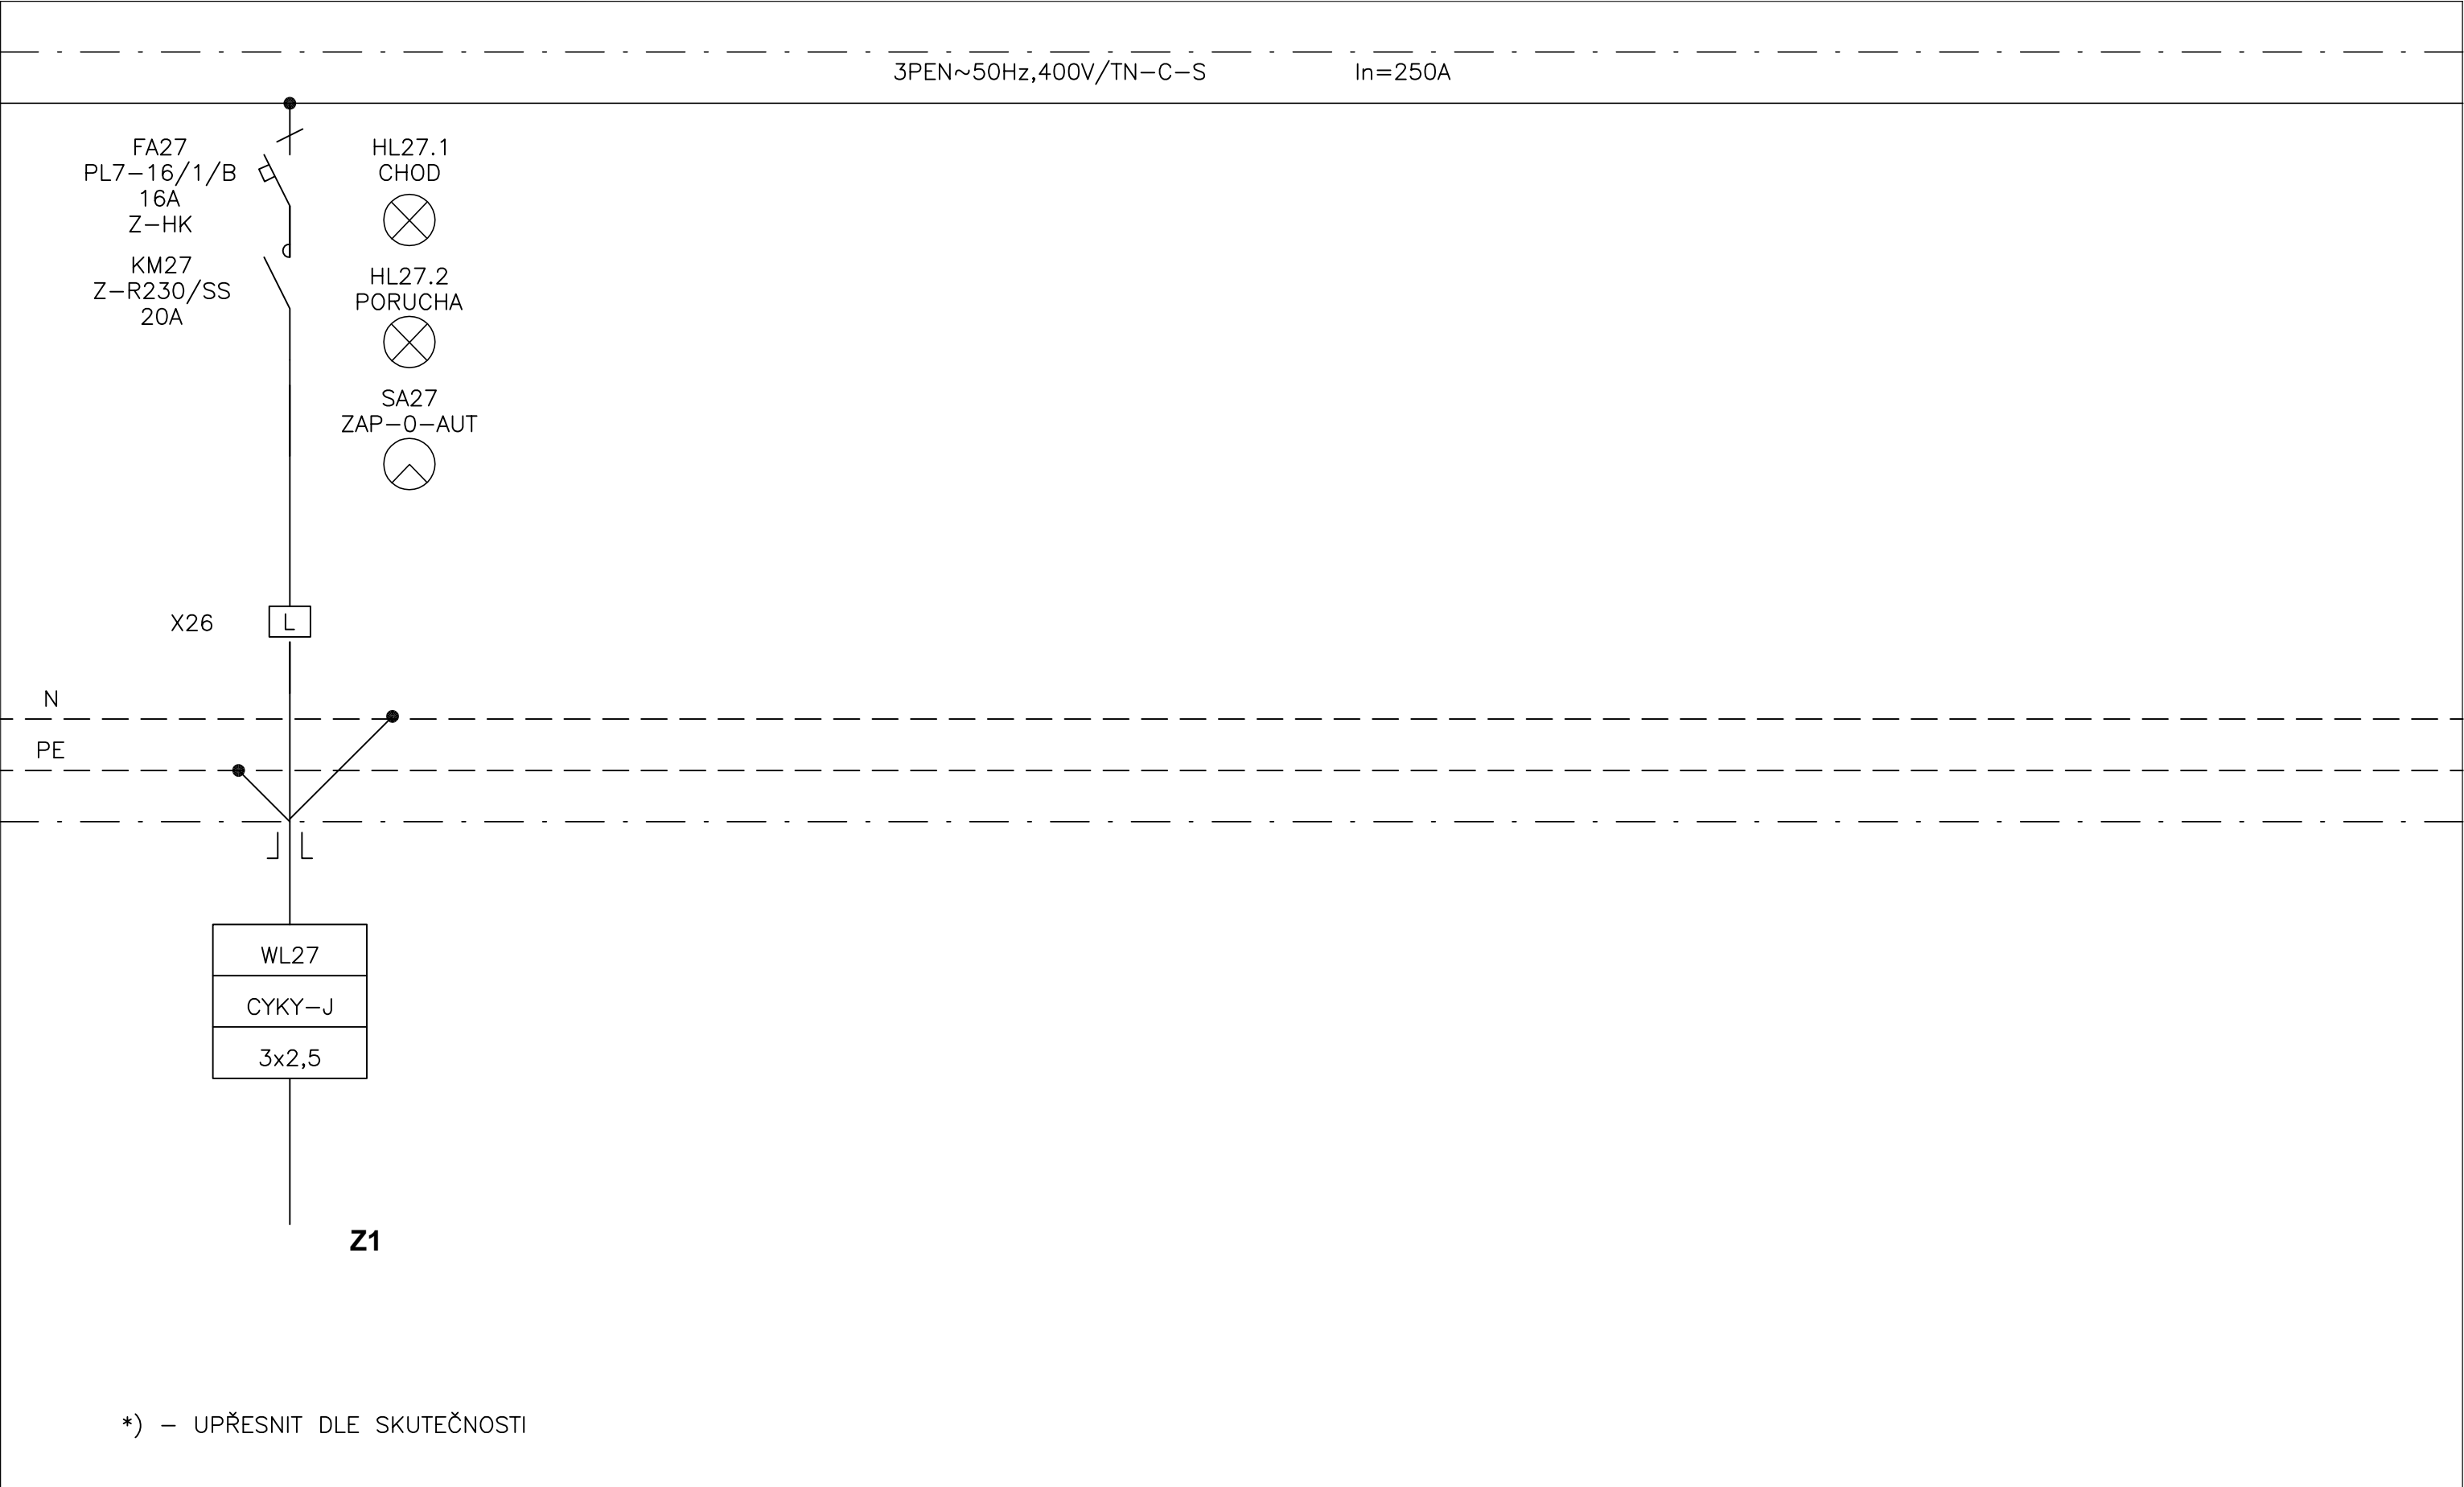 3PEN~50Hz,400V/TN-C-S In=250A
FA27
PL7-16/1/B
16A
Z-HK
KM27
Z-R230/SS
20A
HL27.1
CHOD
HL27.2
PORUCHA
SA27
ZAP-0-AUT
X26
L
N
PE
WL27
CYKY-J
3x2,5
Z1
*) - UPŘESNIT DLE SKUTEČNOSTI